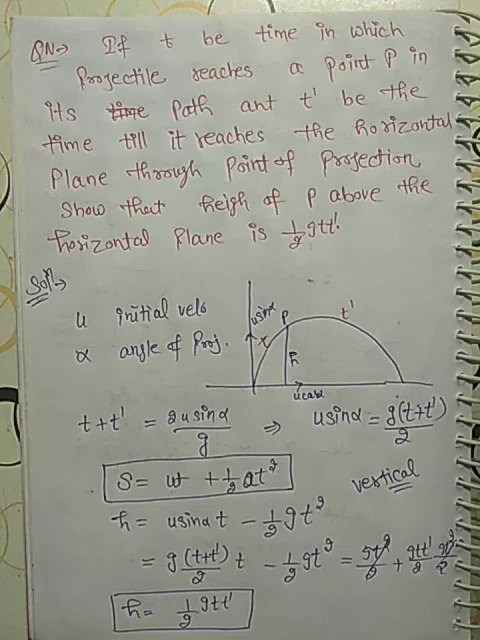 QN→ If t be time in which
Projectile reaches a point P in
its time Path ant t' be the
time till it reaches the horizontal
Plane through Point of Projection
Show that heigh of P above the
horizontal Plane is 1/2 gtt'.
Soln→
u initial velo
α angle of Proj.
usinα
t
P
t'
h
ucosα
t+t' = 2usinα/g ⇒ usinα = g(t+t')/2
S = ut + 1/2 at²
vertical
h = usinα t - 1/2 gt²
= g(t+t')/2 t - 1/2 gt² = gt²/2 + gtt'/2 - gt²/2
h = 1/2 gtt'